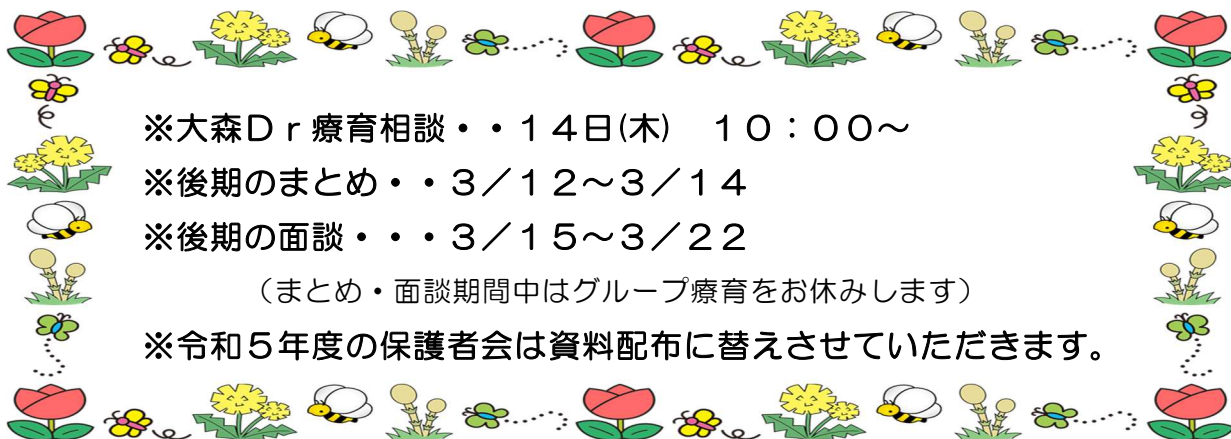 ※大森Ｄｒ療育相談・・１４日(木)　１０：００～
※後期のまとめ・・３／１２～３／１４
※後期の面談・・・３／１５～３／２２
（まとめ・面談期間中はグループ療育をお休みします）
※令和５年度の保護者会は資料配布に替えさせていただきます。